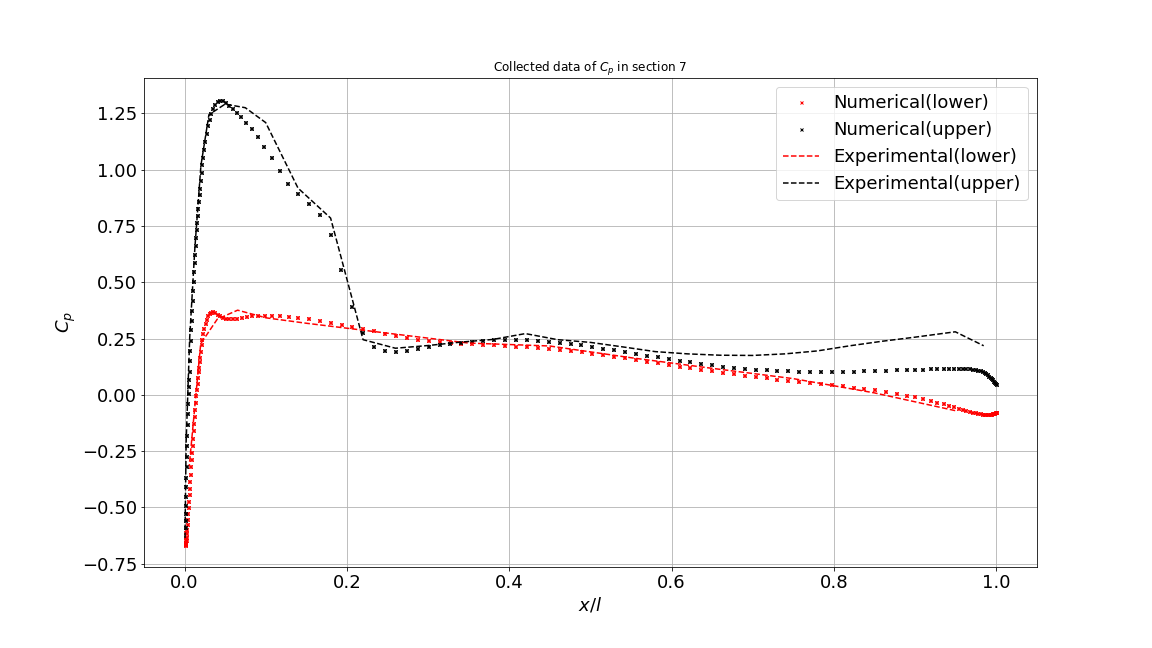 Collected data of $C_p$ in section 7
Numerical(lower)
Numerical(upper)
Experimental(lower)
Experimental(upper)
1.25
1.00
0.75
0.50
0.25
0.00
−0.25
−0.50
−0.75
$C_p$
0.0 0.2 0.4 0.6 0.8 1.0
x/l